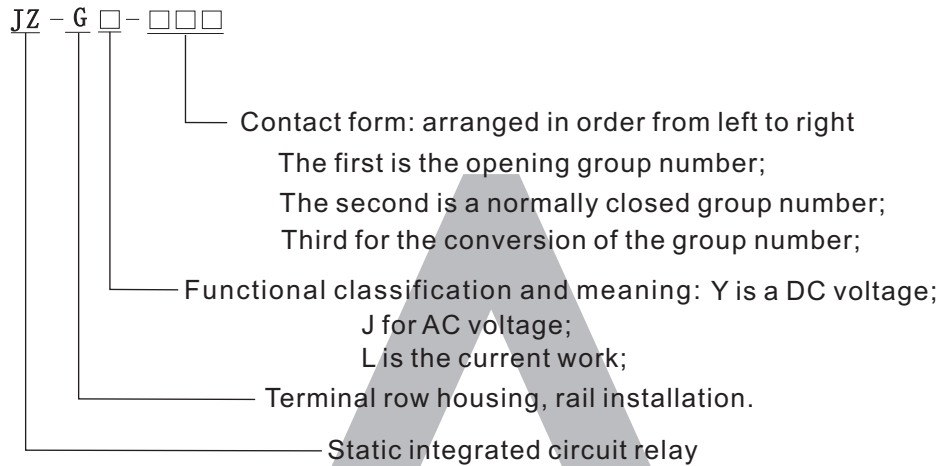 JZ-G□-□□□
Contact form: arranged in order from left to right
The first is the opening group number;
The second is a normally closed group number;
Third for the conversion of the group number;
Functional classification and meaning: Y is a DC voltage;
J for AC voltage;
L is the current work;
Terminal row housing, rail installation.
Static integrated circuit relay